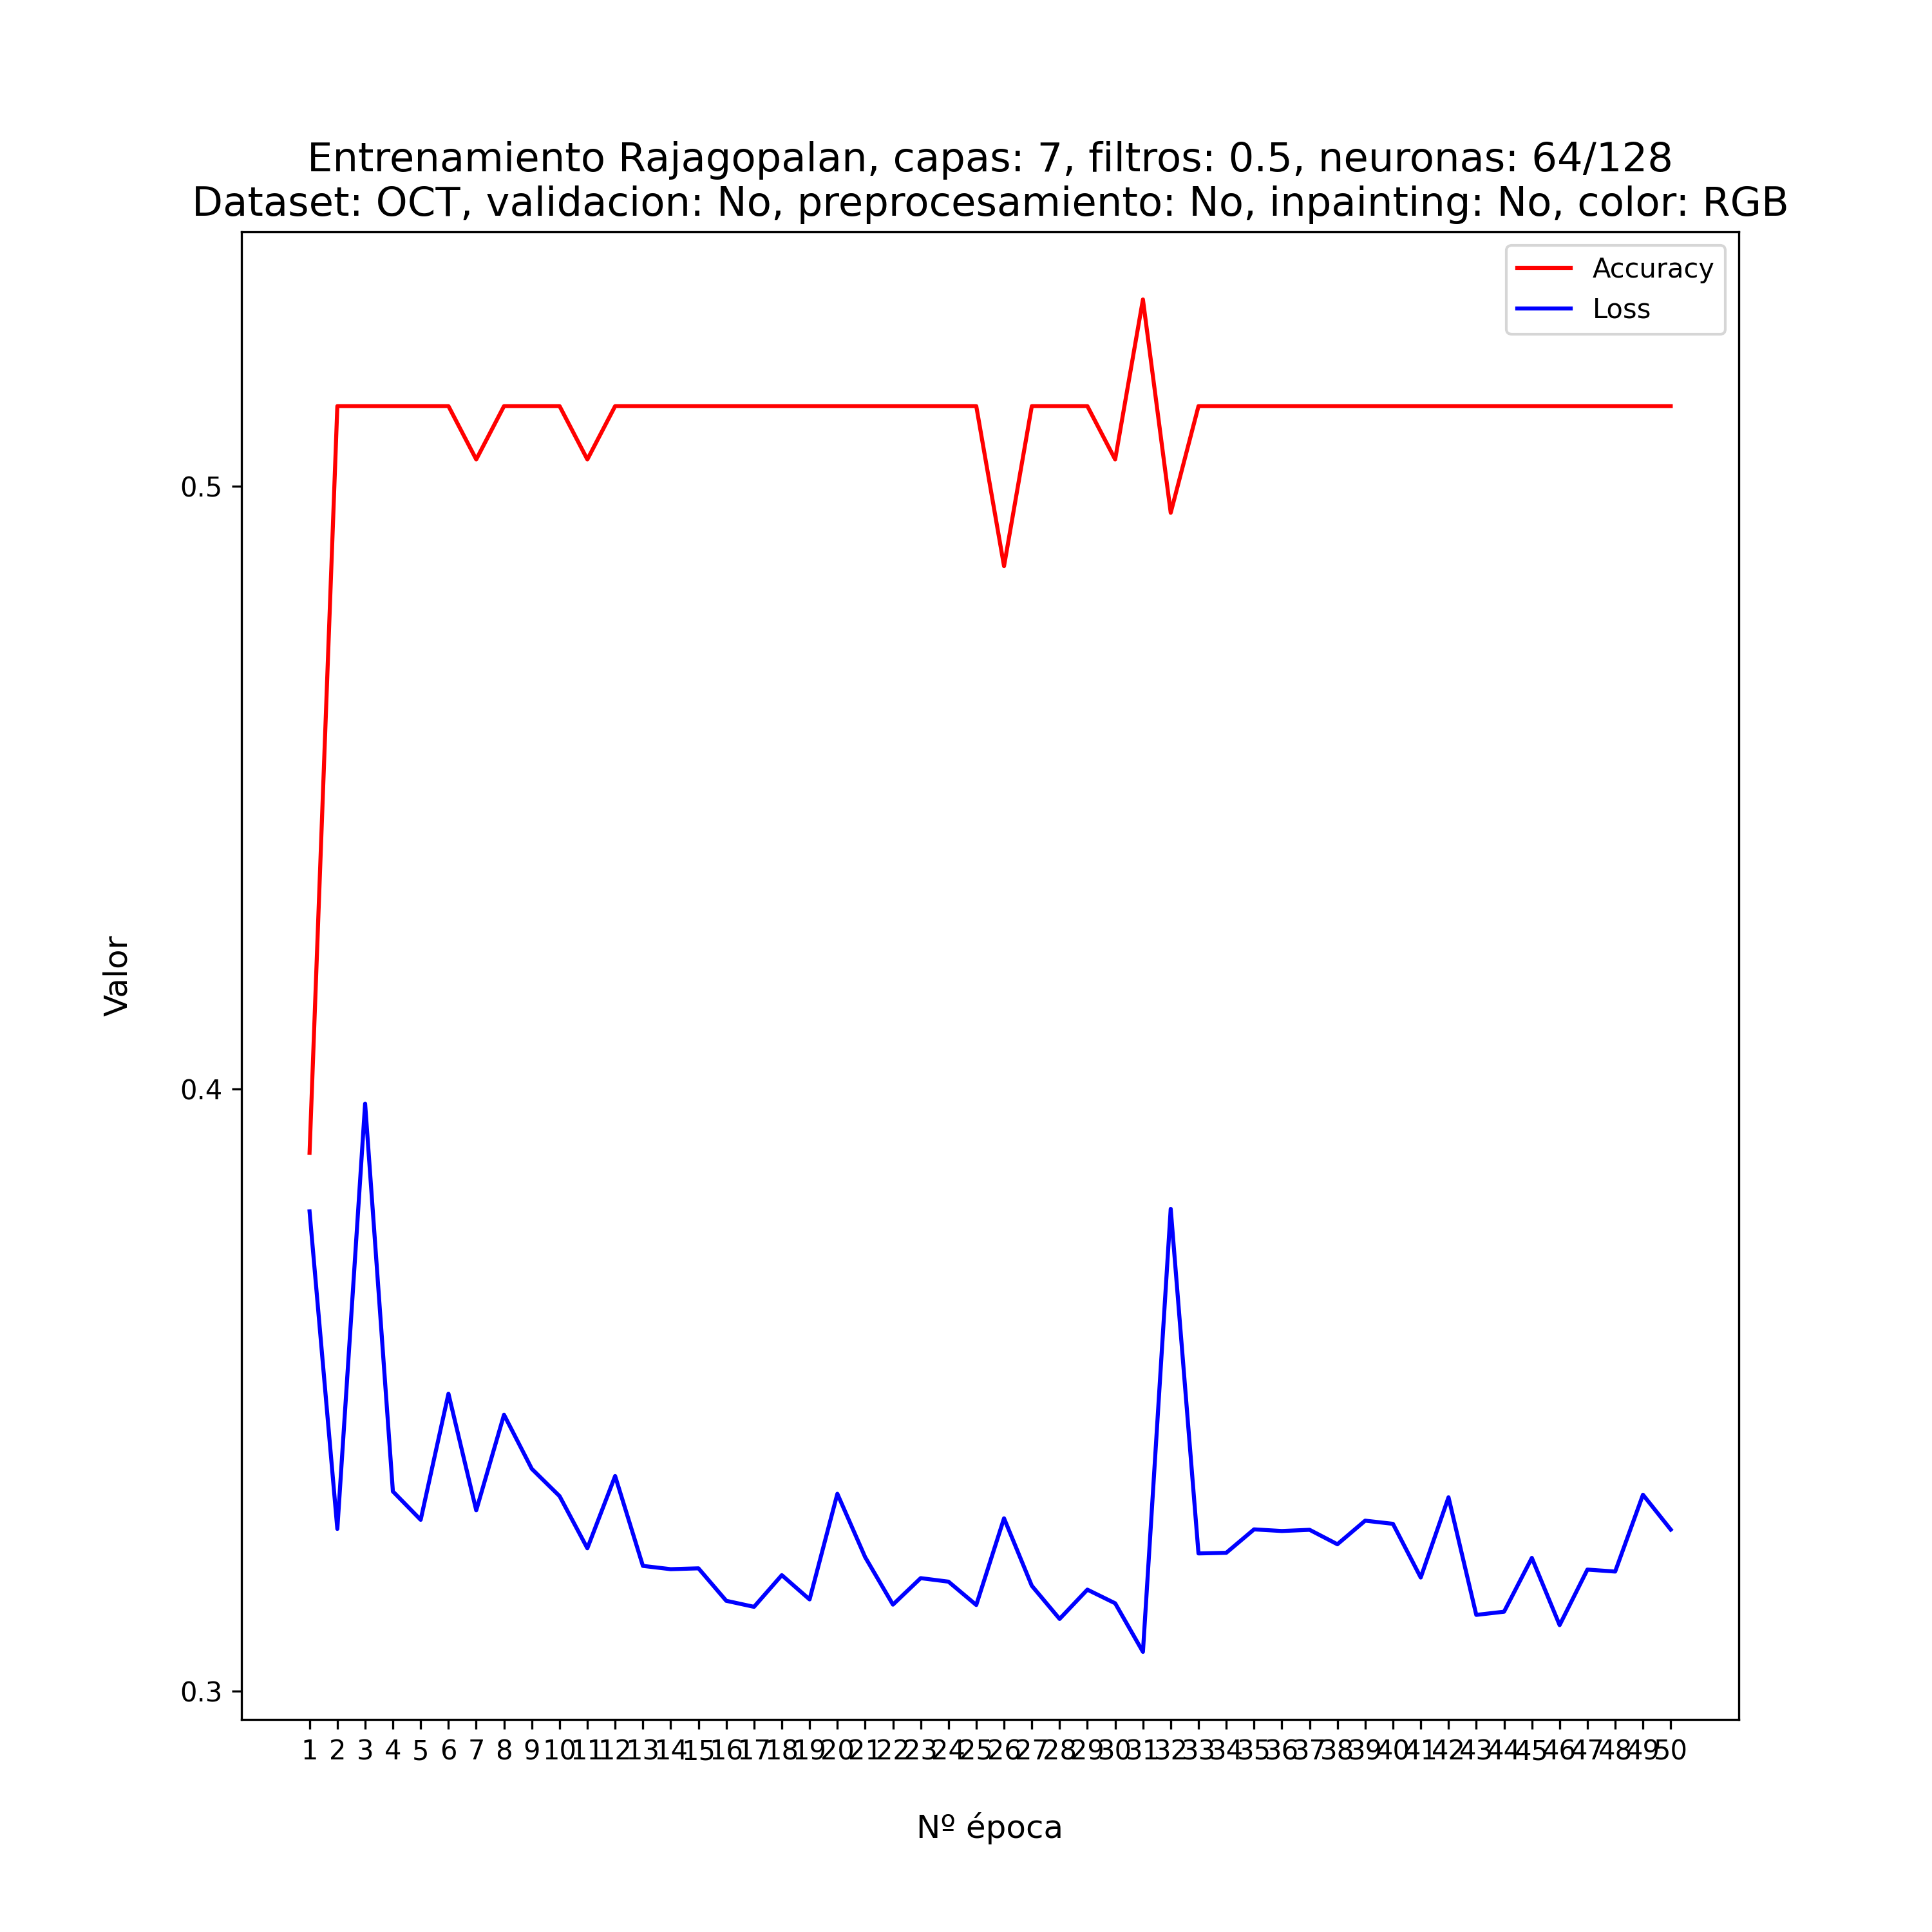 Entrenamiento Rajagopalan, capas: 7, filtros: 0.5, neuronas: 64/128
Dataset: OCT, validacion: No, preprocesamiento: No, inpainting: No, color: RGB
Accuracy
Loss
0.5
0.4
0.3
Valor
1 2 3 4 5 6 7 8 9 10 11 12 13 14 15 16 17 18 19 20 21 22 23 24 25 26 27 28 29 30 31 32 33 34 35 36 37 38 39 40 41 42 43 44 45 46 47 48 49 50
Nº época